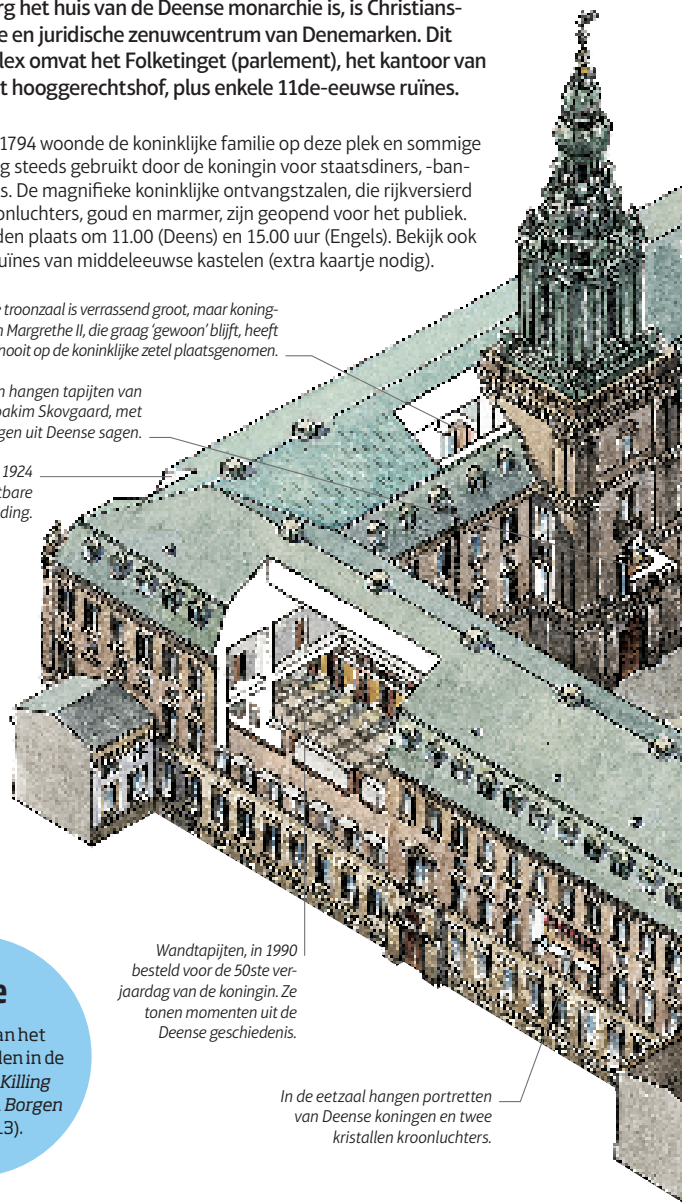 rg het huis van de Deense monarchie is, is Christians-
e en juridische zenuwcentrum van Denemarken. Dit
lex omvat het Folketinget (parlement), het kantoor van
t hooggerechtshof, plus enkele 11de-eeuwse ruïnes.
1794 woonde de koninklijke familie op deze plek en sommige
g steeds gebruikt door de koningin voor staatsdiners, -ban-
s. De magnifieke koninklijke ontvangstzalen, die rijkversierd
onluchters, goud en marmer, zijn geopend voor het publiek.
den plaats om 11.00 (Deens) en 15.00 uur (Engels). Bekijk ook
uïnes van middeleeuwse kastelen (extra kaartje nodig).
e troonzaal is verrassend groot, maar koning-
n Margrethe II, die graag ‘gewoon’ blijft, heeft
nooit op de koninklijke zetel plaatsgenomen.
n hangen tapijten van
oakim Skovgaard, met
gen uit Deense sagen.
1924
tbare
ding.
Wandtapijten, in 1990
besteld voor de 50ste ver-
jaardag van de koningin. Ze
tonen momenten uit de
Deense geschiedenis.
e
an het
den in de
Killing
Borgen
13).
In de eetzaal hangen portretten
van Deense koningen en twee
kristallen kroonluchters.